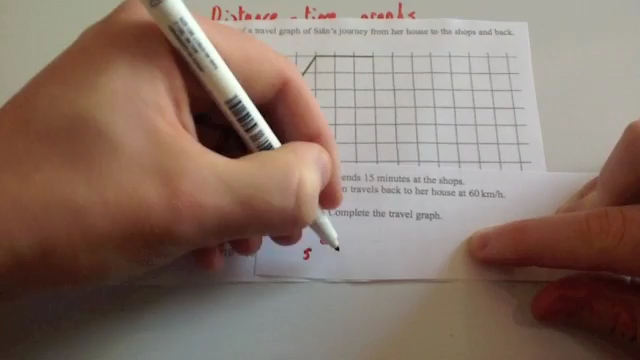 Distance - time graphs
of a travel graph of Siân's journey from her house to the shops and back.
ends 15 minutes at the shops.
n travels back to her house at 60 km/h.
Complete the travel graph.
5